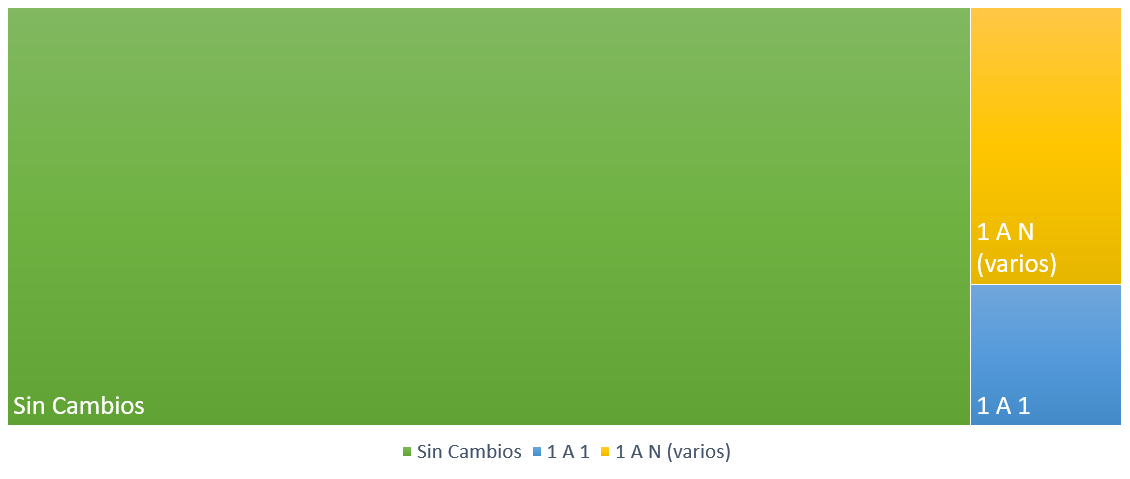 1 A N
(varios)
Sin Cambios
1 A 1
Sin Cambios 1 A 1 1 A N (varios)